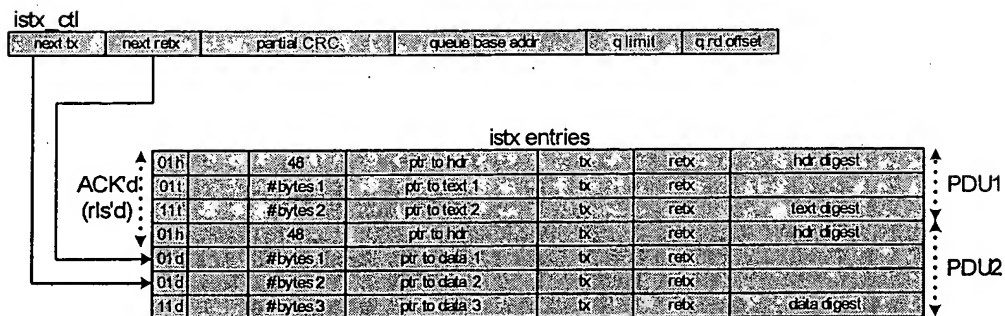 istx_ctl
next tx next retx partial CRC queue base addr q limit q rd offset
istx entries
01h 48 ptr to hdr tx retx hdr digest
01t #bytes 1 ptr to text 1 tx retx
11t #bytes 2 ptr to text 2 tx retx text digest
01h 48 ptr to hdr tx retx hdr digest
01d #bytes 1 ptr to data 1 tx retx
01d #bytes 2 ptr to data 2 tx retx
11d #bytes 3 ptr to data 3 tx retx data digest
ACK'd
(rls'd)
PDU1
PDU2